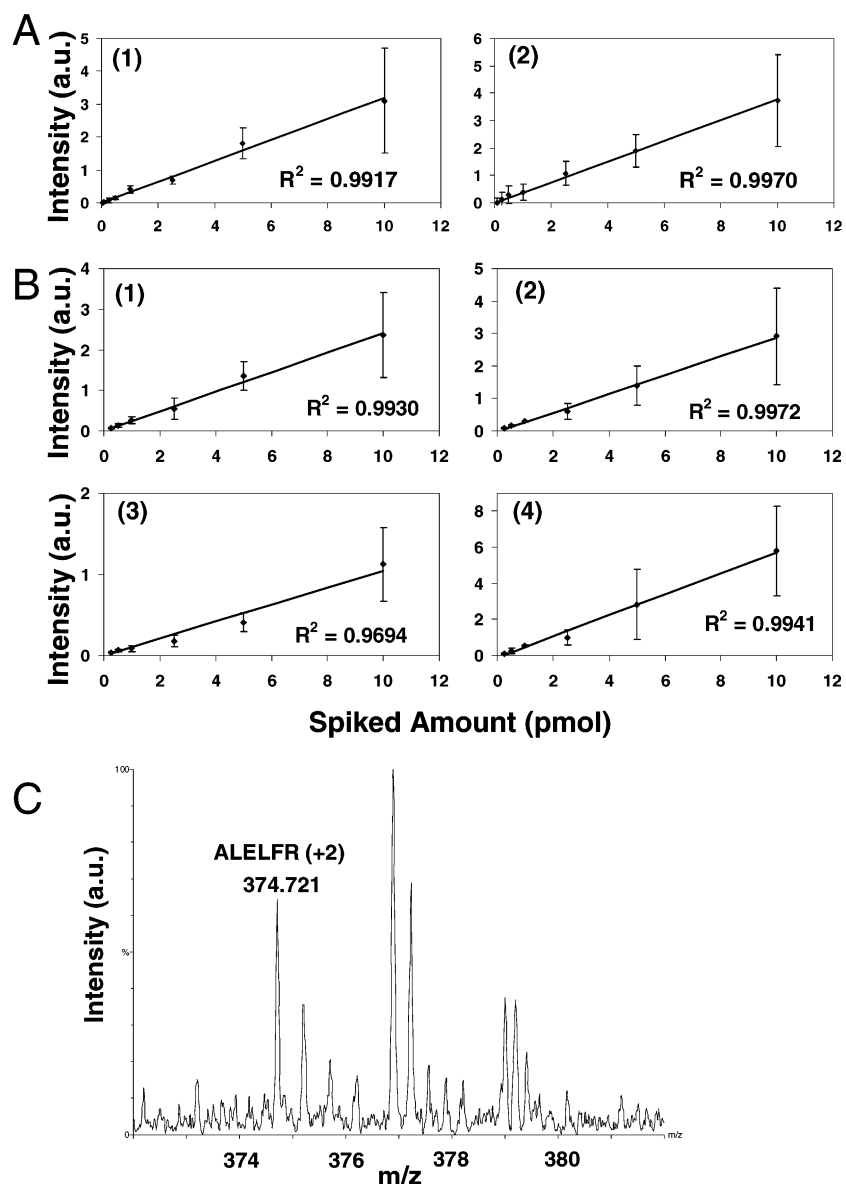 A
Intensity (a.u.)
5
4
3
2
1
0
(1)
R² = 0.9917
0 2 4 6 8 10 12
6
5
4
3
2
1
0
(2)
R² = 0.9970
0 2 4 6 8 10 12
B
Intensity (a.u.)
4
3
2
1
0
(1)
R² = 0.9930
0 2 4 6 8 10 12
5
4
3
2
1
0
(2)
R² = 0.9972
0 2 4 6 8 10 12
Intensity (a.u.)
2
1
0
(3)
R² = 0.9694
0 2 4 6 8 10 12
8
6
4
2
0
(4)
R² = 0.9941
0 2 4 6 8 10 12
Spiked Amount (pmol)
C
Intensity (a.u.)
100
%
0
ALELFR (+2)
374.721
m/z
374 376 378 380
m/z